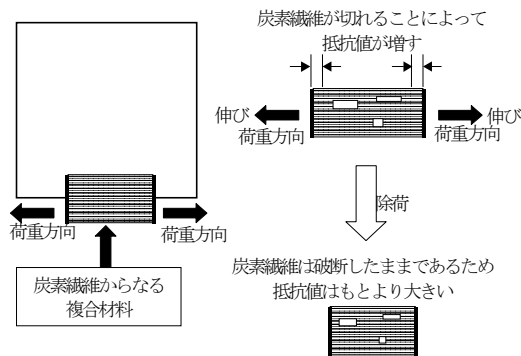 炭素繊維が切れることによって
抵抗値が増す
伸び
荷重方向
伸び
荷重方向
除荷
荷重方向
荷重方向
炭素繊維からなる
複合材料
炭素繊維は破断したままであるため
抵抗値はもとより大きい